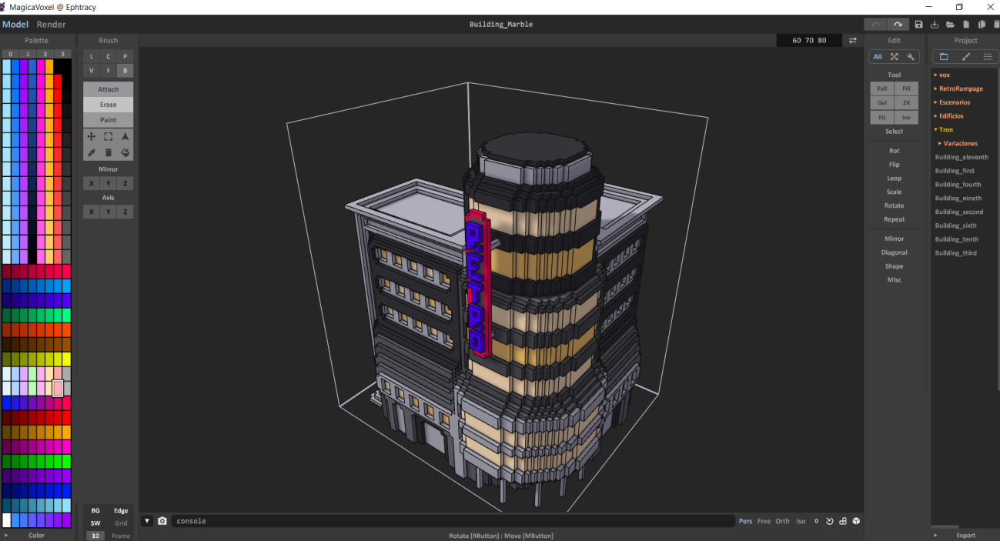 MagicaVoxel @ Ephtracy
Model Render
Building_Marble
Palette
Brush
60 70 80
Edit
Project
0 1 2 3
L C P
V F B
Attach
Erase
Paint
Mirror
X Y Z
Axis
X Y Z
All
Tool
Full Fill
Del 2X
Fit Inv
Select
Rot
Flip
Loop
Scale
Rotate
Repeat
Mirror
Diagonal
Shape
Misc
vox
RetroRampage
Escenarios
Edificios
Tron
Variaciones
Building_eleventh
Building_first
Building_fourth
Building_nineth
Building_second
Building_sixth
Building_tenth
Building_third
RETRO
BG Edge
SW Grid
10 Frame
console
Pers Free Orth Iso 0
Color
Rotate [RButton] : Move [MButton]
Export